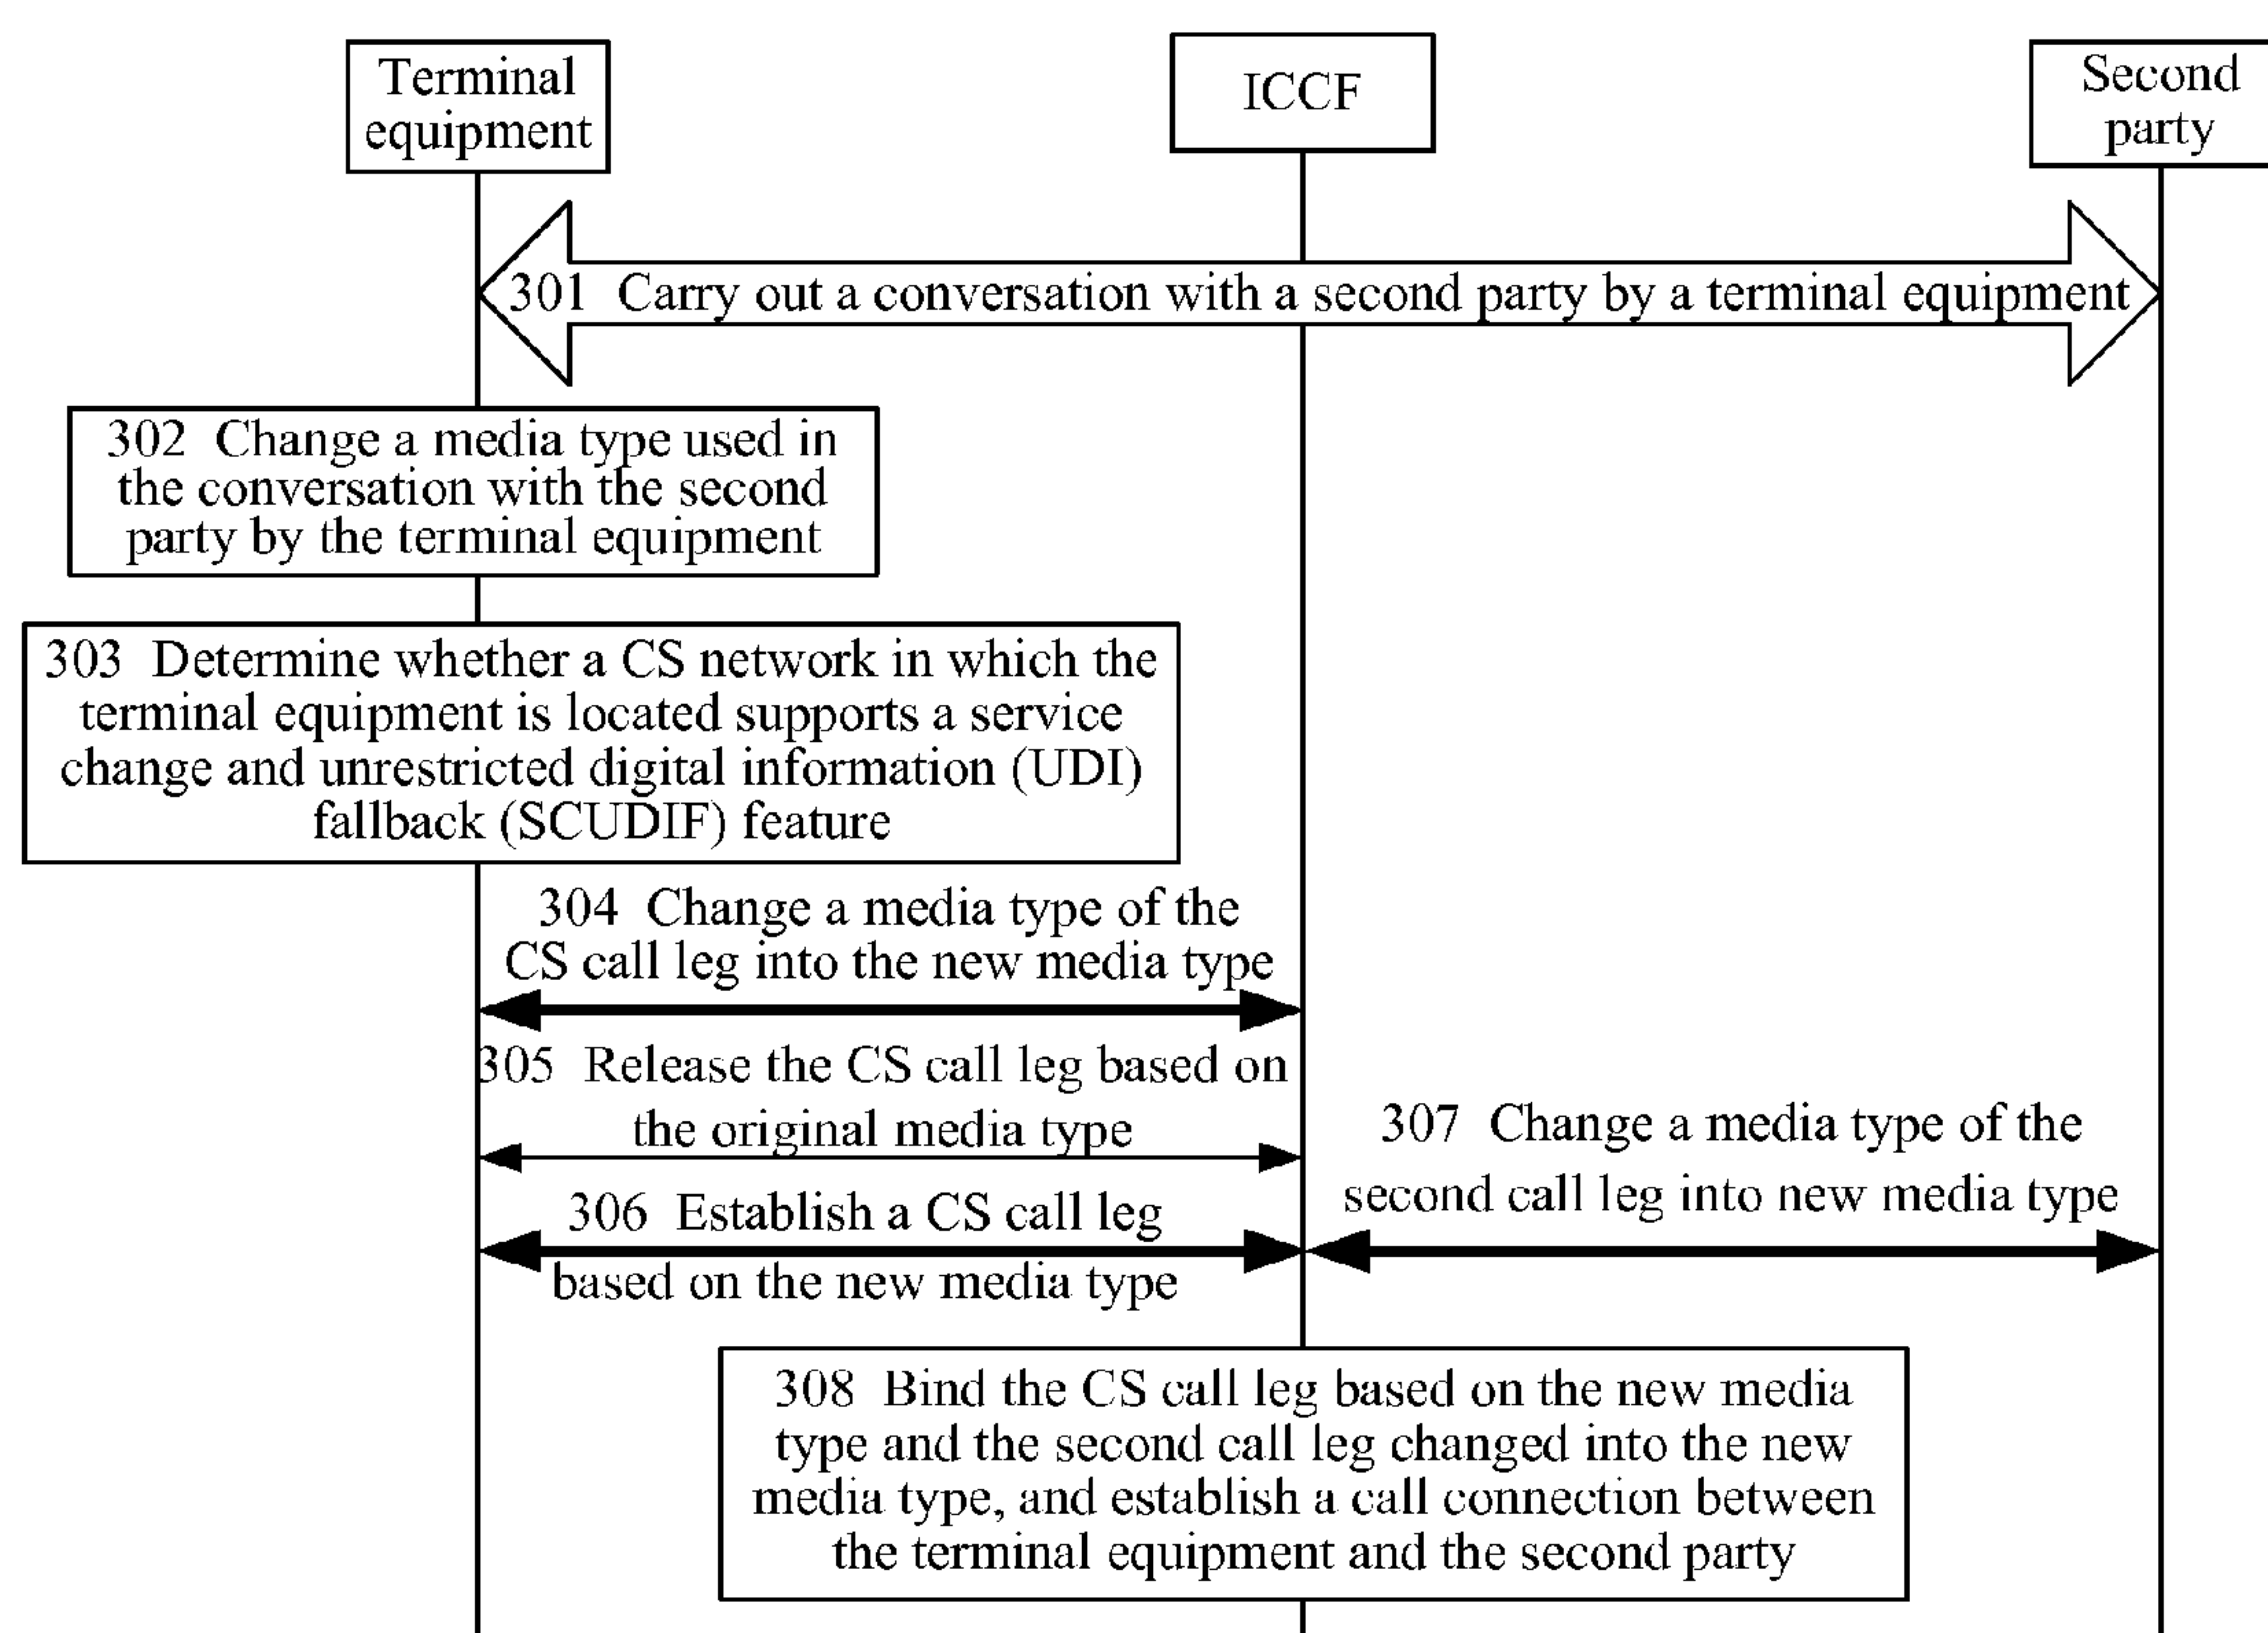 Terminal
equipment
ICCF
Second
party
301 Carry out a conversation with a second party by a terminal equipment
302 Change a media type used in
the conversation with the second
party by the terminal equipment
303 Determine whether a CS network in which the
terminal equipment is located supports a service
change and unrestricted digital information (UDI)
fallback (SCUDIF) feature
304 Change a media type of the
CS call leg into the new media type
305 Release the CS call leg based on
the original media type
306 Establish a CS call leg
based on the new media type
307 Change a media type of the
second call leg into new media type
308 Bind the CS call leg based on the new media
type and the second call leg changed into the new
media type, and establish a call connection between
the terminal equipment and the second party